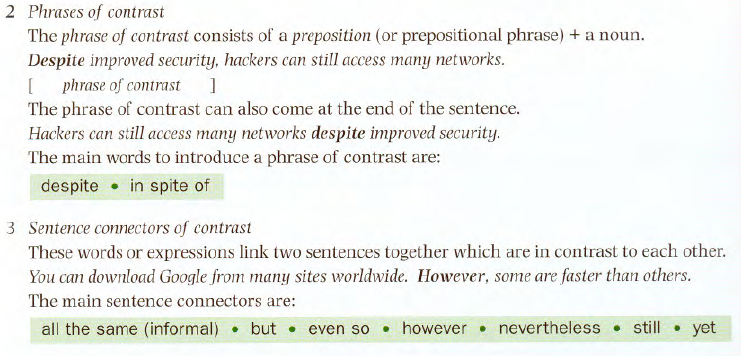 2 Phrases of contrast
The phrase of contrast consists of a preposition (or prepositional phrase) + a noun.
Despite improved security, hackers can still access many networks.
[ phrase of contrast ]
The phrase of contrast can also come at the end of the sentence.
Hackers can still access many networks despite improved security.
The main words to introduce a phrase of contrast are:
despite • in spite of
3 Sentence connectors of contrast
These words or expressions link two sentences together which are in contrast to each other.
You can download Google from many sites worldwide. However, some are faster than others.
The main sentence connectors are:
all the same (informal) • but • even so • however • nevertheless • still • yet